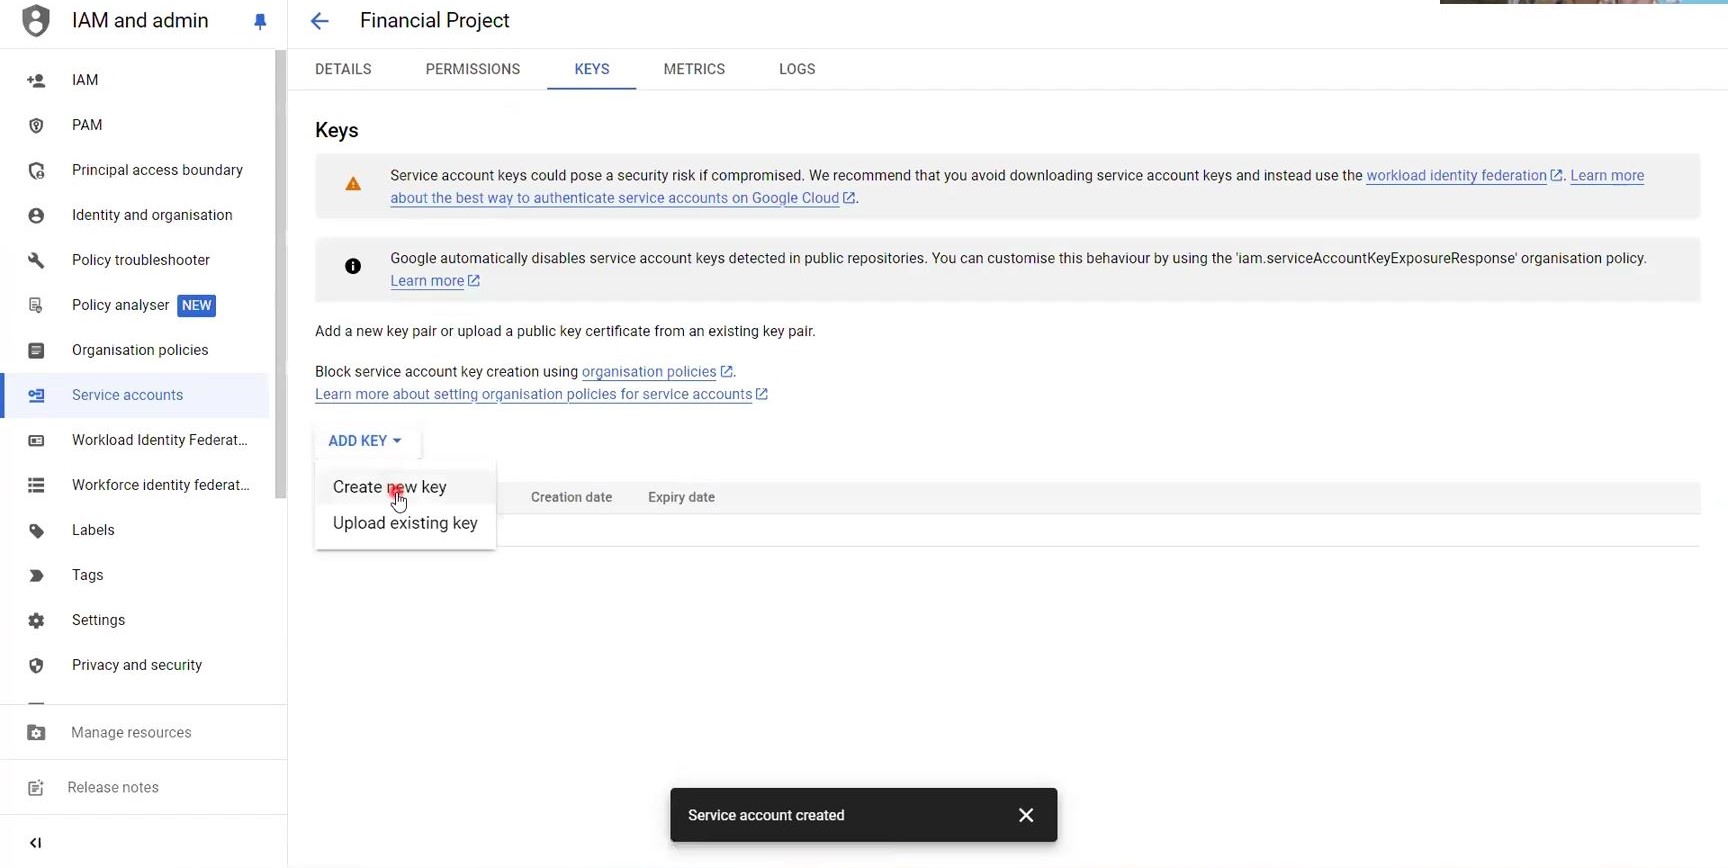 IAM and admin
IAM
PAM
Principal access boundary
Identity and organisation
Policy troubleshooter
Policy analyser NEW
Organisation policies
Service accounts
Workload Identity Federat...
Workforce identity federat...
Labels
Tags
Settings
Privacy and security
Manage resources
Release notes
Financial Project
DETAILS PERMISSIONS KEYS METRICS LOGS
Keys
Service account keys could pose a security risk if compromised. We recommend that you avoid downloading service account keys and instead use the workload identity federation. Learn more
about the best way to authenticate service accounts on Google Cloud.
Google automatically disables service account keys detected in public repositories. You can customise this behaviour by using the 'iam.serviceAccountKeyExposureResponse' organisation policy.
Learn more
Add a new key pair or upload a public key certificate from an existing key pair.
Block service account key creation using organisation policies.
Learn more about setting organisation policies for service accounts
ADD KEY
Create new key
Upload existing key
Creation date Expiry date
Service account created